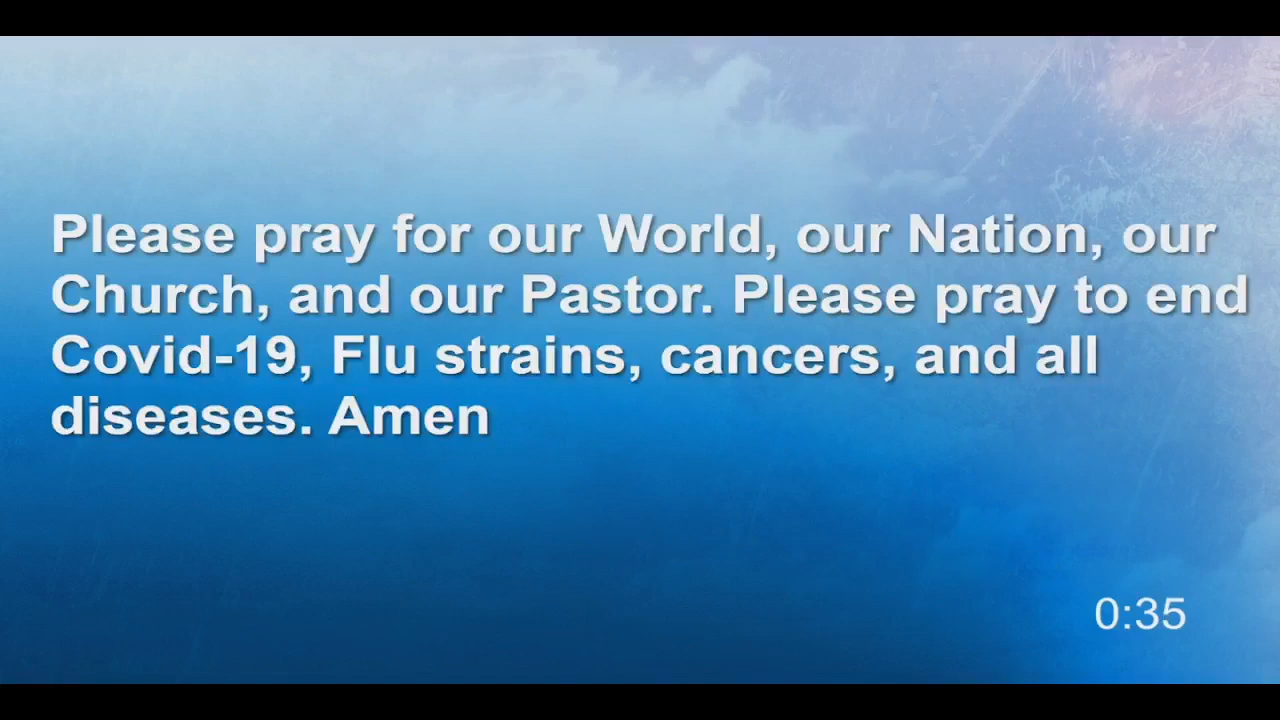 Please pray for our World, our Nation, our
Church, and our Pastor. Please pray to end
Covid-19, Flu strains, cancers, and all
diseases. Amen
0:35